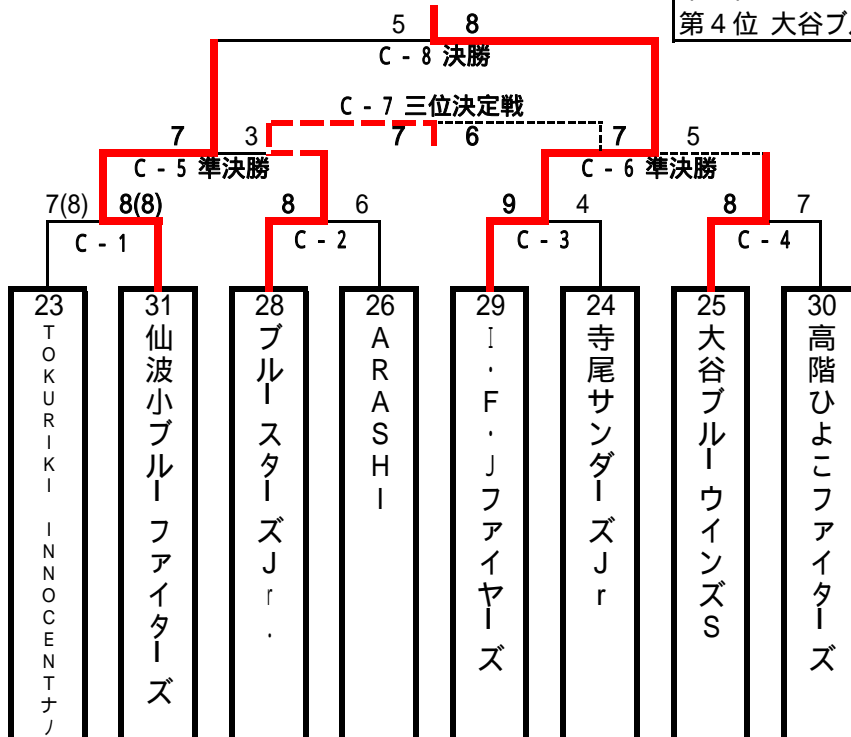 第4位 大谷ブ
5 8
C - 8 決勝
C - 7 三位決定戦
7 3 7 6 7 5
C - 5 準決勝 C - 6 準決勝
7(8) 8(8) 8 6 9 4 8 7
C - 1 C - 2 C - 3 C - 4
23 31 28 26 29 24 25 30
TOKURIKI INNOCENTナノ
仙波小ブルーファイターズ
ブルースターズJr.
ARASHI
I・F・Jファイヤーズ
寺尾サンダーズJr
大谷ブルーウインズS
高階ひよこファイターズ